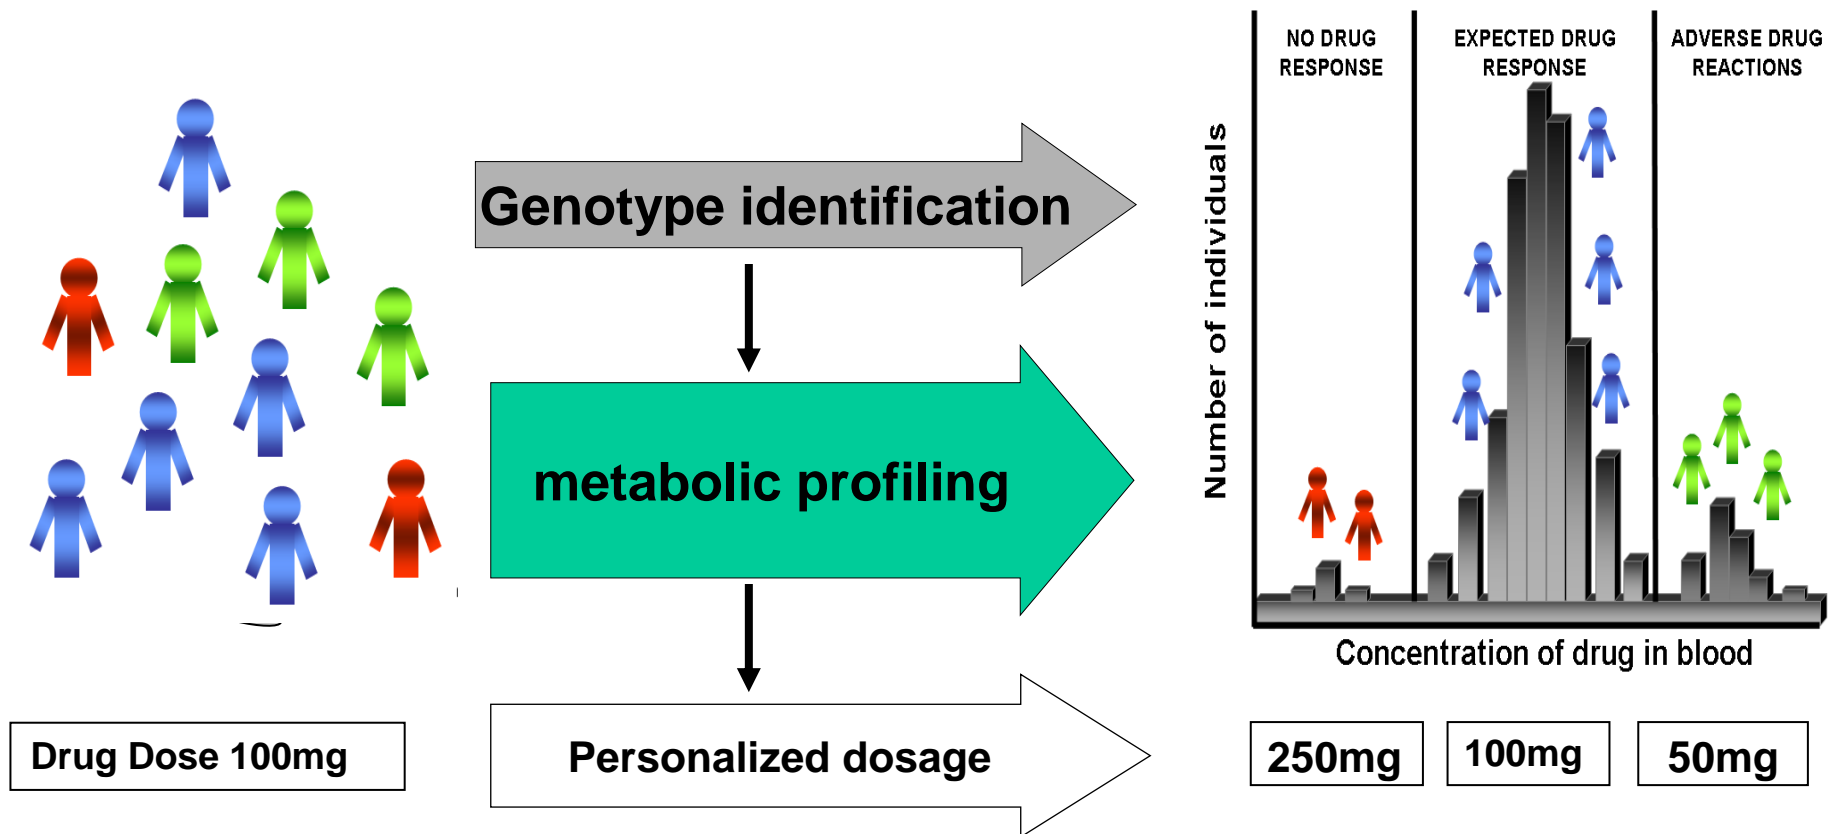 NO DRUG
RESPONSE
EXPECTED DRUG
RESPONSE
ADVERSE DRUG
REACTIONS
Genotype identification
Number of individuals
metabolic profiling
Concentration of drug in blood
Drug Dose 100mg
Personalized dosage
250mg
100mg
50mg